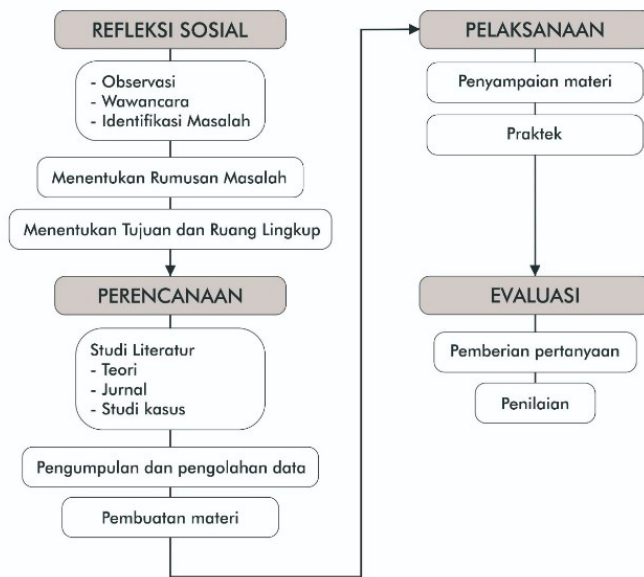 REFLEKSI SOSIAL
- Observasi
- Wawancara
- Identifikasi Masalah
Menentukan Rumusan Masalah
Menentukan Tujuan dan Ruang Lingkup
PERENCANAAN
Studi Literatur
- Teori
- Jurnal
- Studi kasus
Pengumpulan dan pengolahan data
Pembuatan materi
PELAKSANAAN
Penyampaian materi
Praktek
EVALUASI
Pemberian pertanyaan
Penilaian